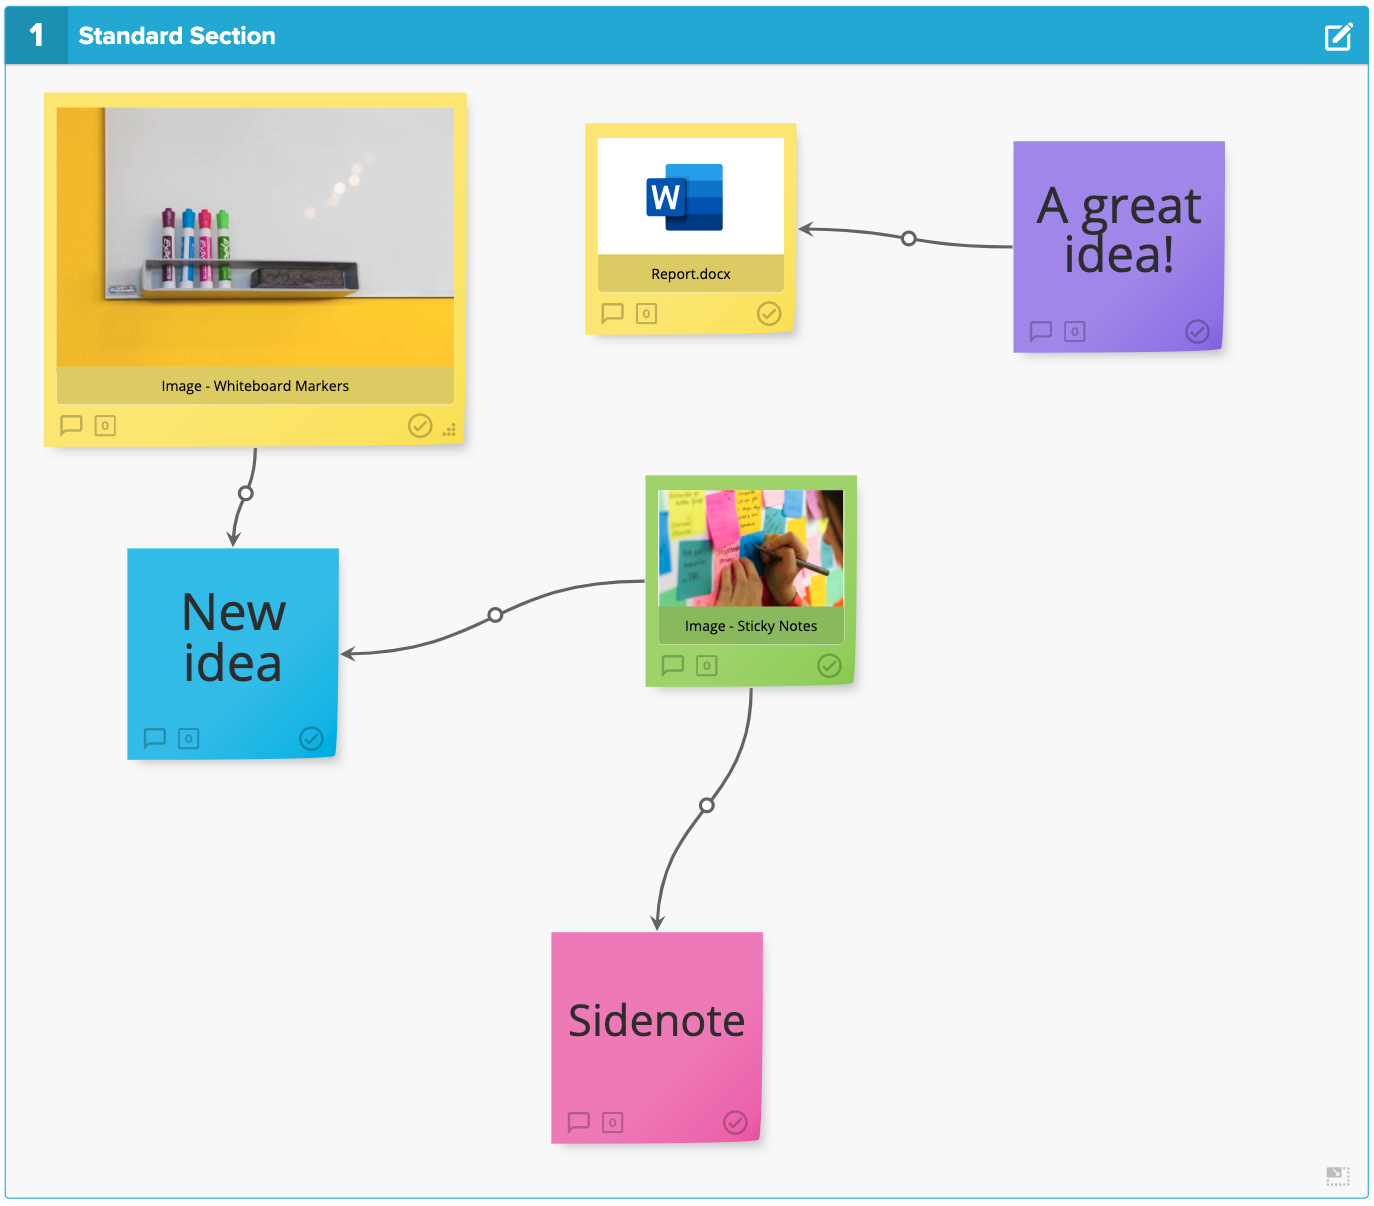 1 Standard Section
Image - Whiteboard Markers
0
W
Report.docx
0
A great
idea!
0
New
idea
0
Image - Sticky Notes
0
Sidenote
0